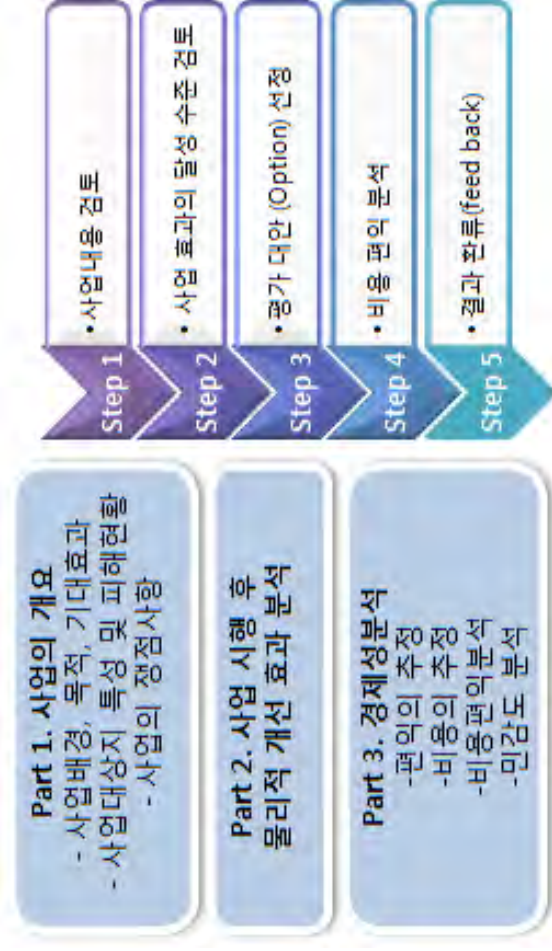 Part 1. 사업의 개요
- 사업배경, 목적, 기대효과
- 사업대상지 특성 및 피해현황
- 사업의 쟁점사항
Part 2. 사업 시행 후
물리적 개선 효과 분석
Part 3. 경제성분석
-편익의 추정
-비용의 추정
-비용편익분석
-민감도 분석
Step 1
• 사업내용 검토
Step 2
• 사업 효과의 달성 수준 검토
Step 3
• 평가 대안 (Option) 선정
Step 4
• 비용 편익 분석
Step 5
• 결과 환류(feed back)